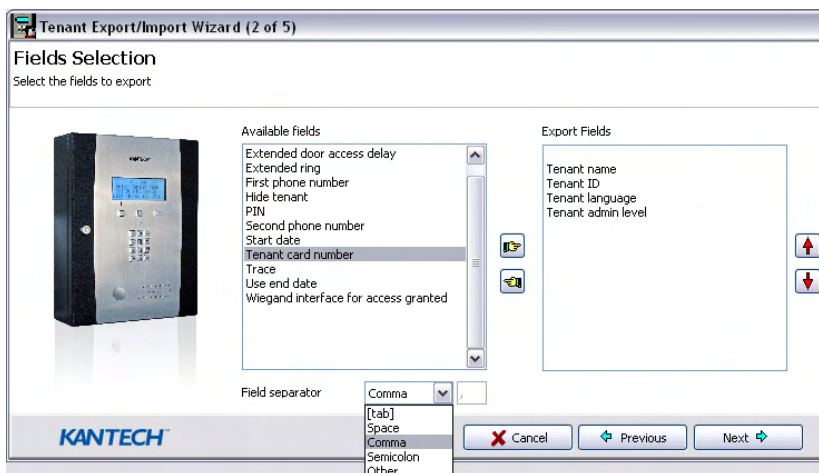 Tenant Export/Import Wizard (2 of 5)
Fields Selection
Select the fields to export
Available fields
Extended door access delay
Extended ring
First phone number
Hide tenant
PIN
Second phone number
Start date
Tenant card number
Trace
Use end date
Wiegand interface for access granted
Export Fields
Tenant name
Tenant ID
Tenant language
Tenant admin level
KANTECH
Field separator
Comma
,
[tab]
Space
Comma
Semicolon
Other
KANTECH
Cancel
Previous
Next